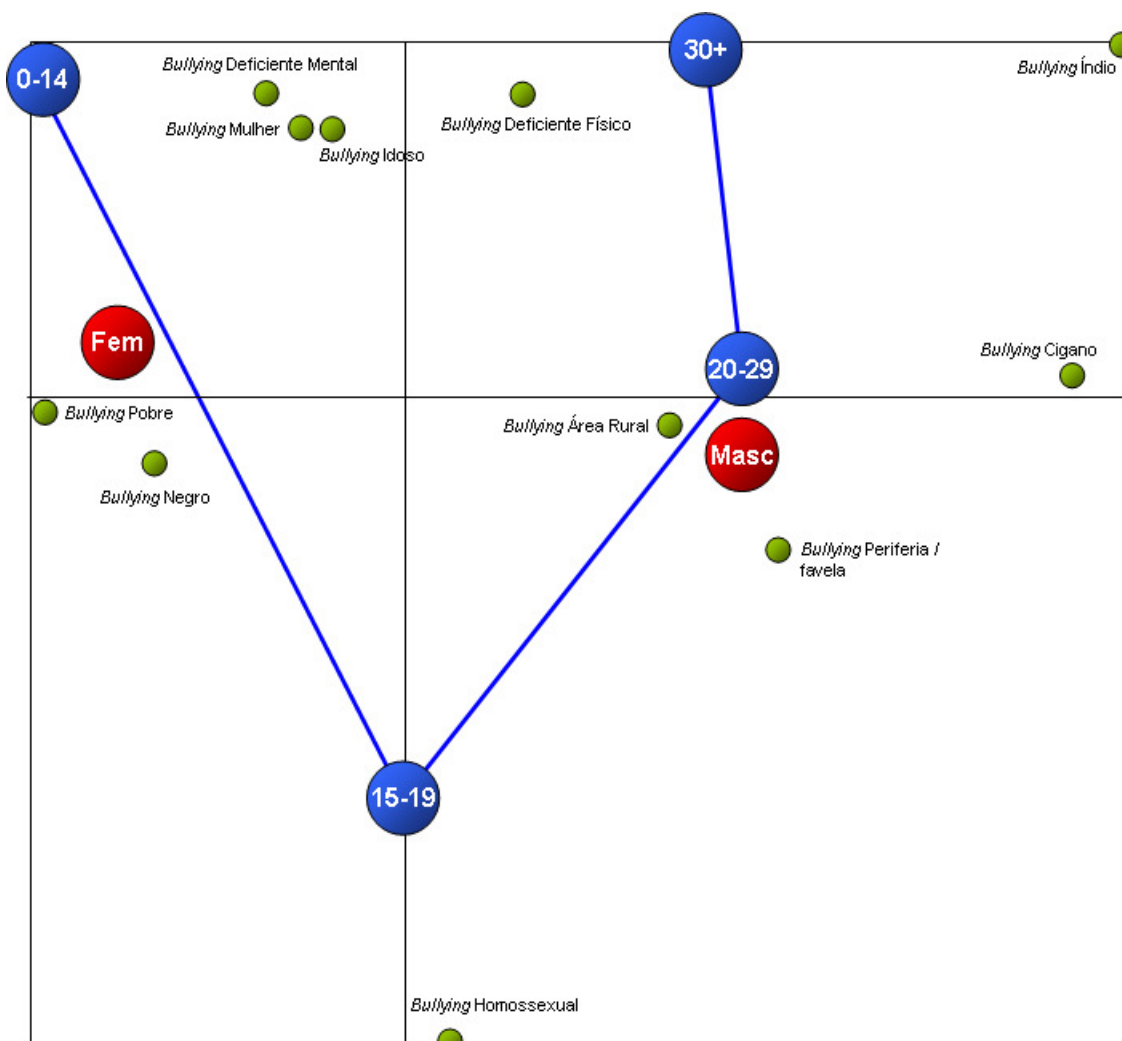 30+
Bullying Deficiente Mental
Bullying Índio
0-14
Bullying Mulher
Bullying Deficiente Físico
Bullying Idoso
Fem
Bullying Cigano
20-29
Bullying Pobre
Bullying Área Rural
Masc
Bullying Negro
Bullying Periferia /
favela
15-19
Bullying Homossexual